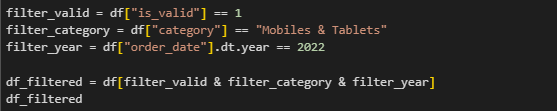 filter_valid = df["is_valid"] == 1
filter_category = df["category"] == "Mobiles & Tablets"
filter_year = df["order_date"].dt.year == 2022

df_filtered = df[filter_valid & filter_category & filter_year]
df_filtered